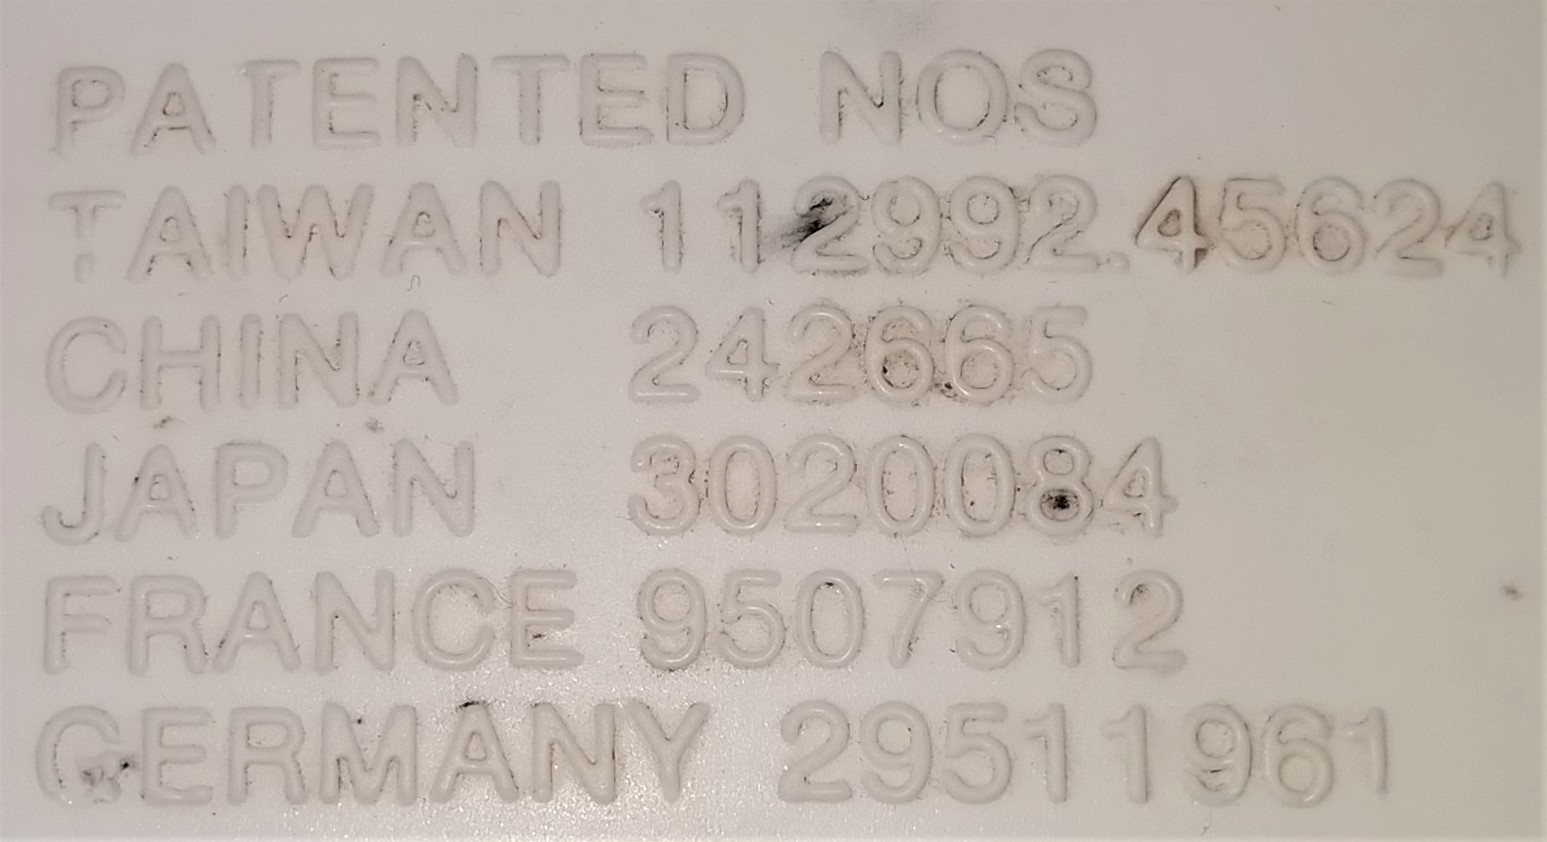 PATENTED NOS
TAIWAN 112992.45624
CHINA 242665
JAPAN 3020084
FRANCE 9507912
GERMANY 29511961